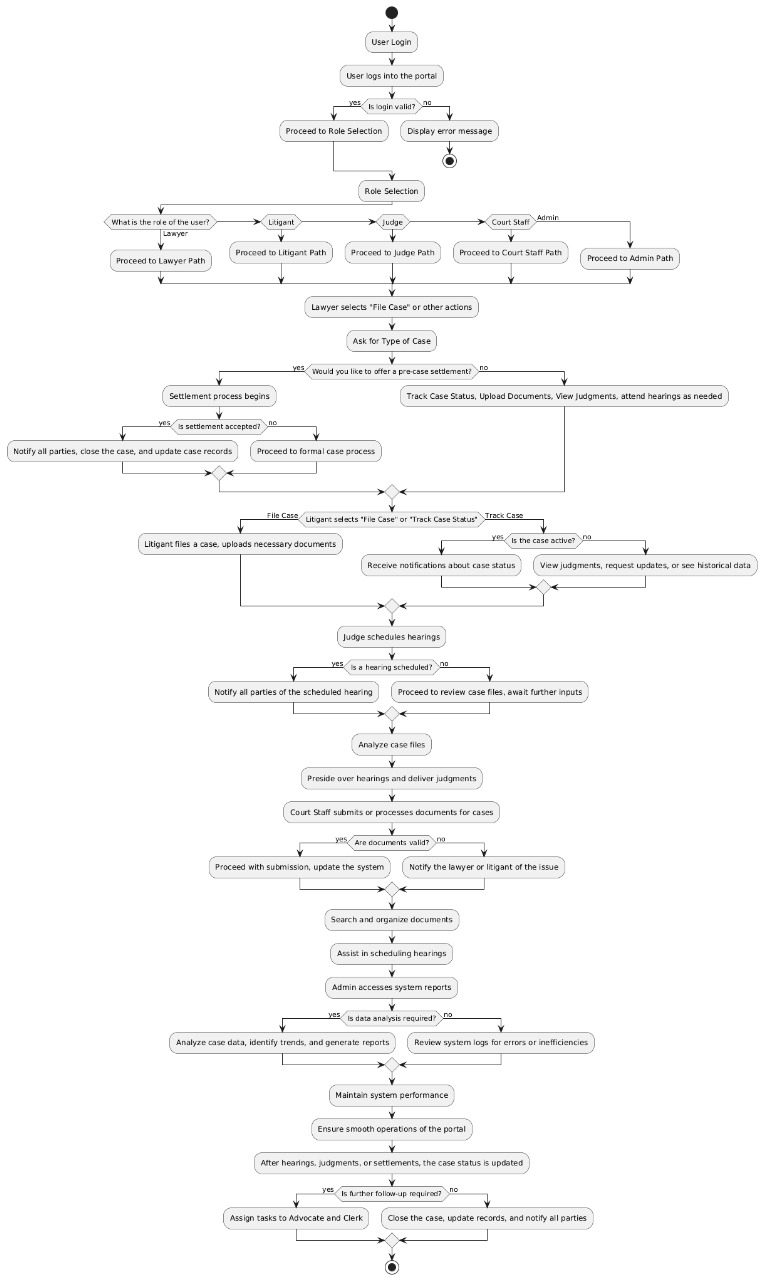 User Login
User logs into the portal
yes
Is login valid?
no
Proceed to Role Selection
Display error message
Role Selection
What is the role of the user?
Litigant
Judge
Court Staff
Admin
Lawyer
Proceed to Lawyer Path
Proceed to Litigant Path
Proceed to Judge Path
Proceed to Court Staff Path
Proceed to Admin Path
Lawyer selects "File Case" or other actions
Ask for Type of Case
yes
Would you like to offer a pre-case settlement?
no
Settlement process begins
Track Case Status, Upload Documents, View Judgments, attend hearings as needed
yes
Is settlement accepted?
no
Notify all parties, close the case, and update case records
Proceed to formal case process
File Case
Litigant selects "File Case" or "Track Case Status"
Track Case
Litigant files a case, uploads necessary documents
yes
Is the case active?
no
Receive notifications about case status
View judgments, request updates, or see historical data
Judge schedules hearings
yes
Is a hearing scheduled?
no
Notify all parties of the scheduled hearing
Proceed to review case files, await further inputs
Analyze case files
Preside over hearings and deliver judgments
Court Staff submits or processes documents for cases
yes
Are documents valid?
no
Proceed with submission, update the system
Notify the lawyer or litigant of the issue
Search and organize documents
Assist in scheduling hearings
Admin accesses system reports
yes
Is data analysis required?
no
Analyze case data, identify trends, and generate reports
Review system logs for errors or inefficiencies
Maintain system performance
Ensure smooth operations of the portal
After hearings, judgments, or settlements, the case status is updated
yes
Is further follow-up required?
no
Assign tasks to Advocate and Clerk
Close the case, update records, and notify all parties